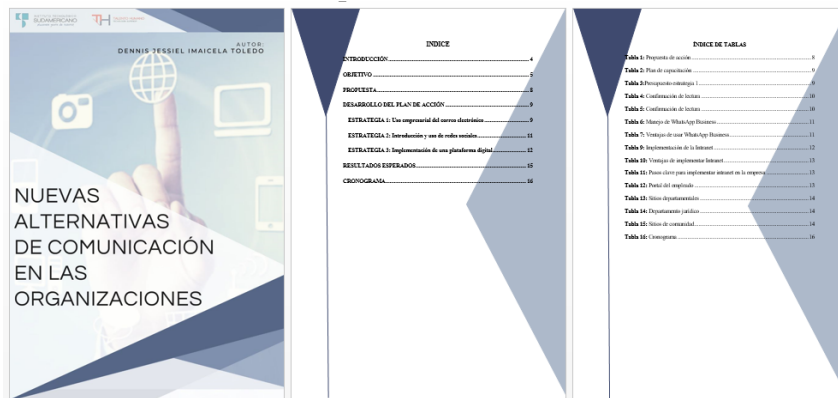 INSTITUTO TECNOLÓGICO
SUDAMERICANO
TH
AUTOR:
DENNIS JESSIEL IMAICELA TOLEDO
NUEVAS
ALTERNATIVAS
DE COMUNICACIÓN
EN LAS
ORGANIZACIONES
INDICE
INTRODUCCIÓN 4
OBJETIVO 5
PROPUESTA 8
DESARROLLO DEL PLAN DE ACCIÓN 9
ESTRATEGIA 1: Uso empresarial del correo electrónico 9
ESTRATEGIA 2: Introducción y uso de redes sociales 11
ESTRATEGIA 3: Implementación de una plataforma digital 12
RESULTADOS ESPERADOS 15
CRONOGRAMA 16
ÍNDICE DE TABLAS
Tabla 1: Propuesta de acción 8
Tabla 2: Plan de capacitación 9
Tabla 3: Presupuesto estrategia 1 9
Tabla 4: Confirmación de lectura 10
Tabla 5: Confirmación de lectura 10
Tabla 6: Manejo de WhatsApp Business 11
Tabla 7: Ventajas de usar WhatsApp Business 11
Tabla 9: Implementación de la Intranet 12
Tabla 10: Ventajas de implementar Intranet 13
Tabla 11: Pasos clave para implementar intranet en la empresa 13
Tabla 12: Portal del empleado 13
Tabla 13: Sitios departamentales 14
Tabla 14: Departamento jurídico 14
Tabla 15: Sitios de comunidad 14
Tabla 16: Cronograma 16